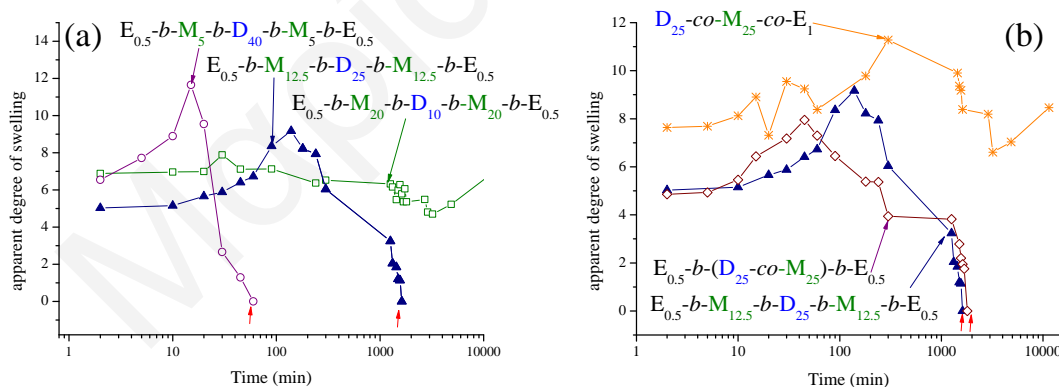 (a)
E0.5-b-M5-b-D40-b-M5-b-E0.5
E0.5-b-M12.5-b-D25-b-M12.5-b-E0.5
E0.5-b-M20-b-D10-b-M20-b-E0.5
apparent degree of swelling
14
12
10
8
6
4
2
0
1 10 100 1000 10000
Time (min)
(b)
D25-co-M25-co-E1
apparent degree of swelling
12
10
8
6
4
2
0
E0.5-b-(D25-co-M25)-b-E0.5
E0.5-b-M12.5-b-D25-b-M12.5-b-E0.5
1 10 100 1000 10000
Time (min)